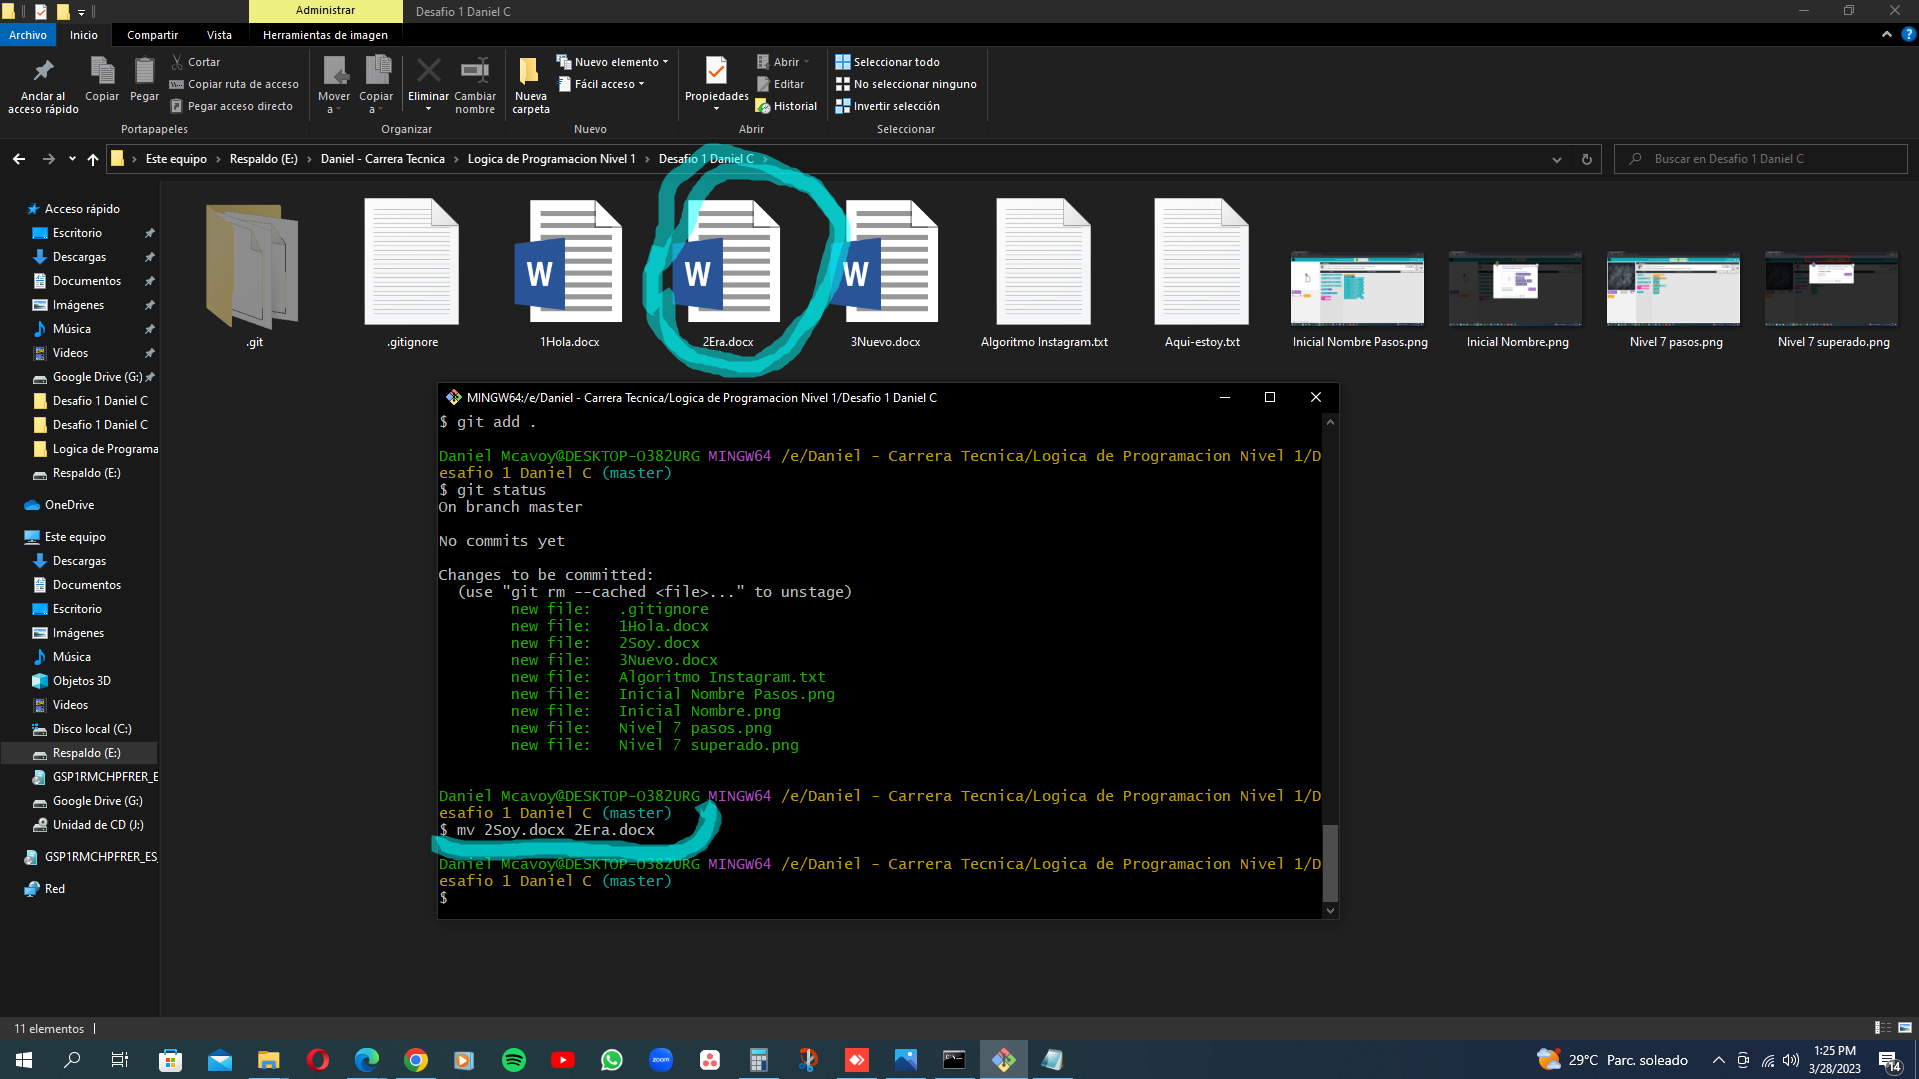 Administrar
Desafio 1 Daniel C
Archivo
Inicio
Compartir
Vista
Herramientas de imagen
Anclar al
acceso rápido
Copiar
Pegar
Cortar
Copiar ruta de acceso
Pegar acceso directo
Portapapeles
Mover
a
Copiar
a
Eliminar
Cambiar
nombre
Organizar
Nueva
carpeta
Nuevo elemento
Fácil acceso
Nuevo
Propiedades
Abrir
Editar
Historial
Abrir
Seleccionar todo
No seleccionar ninguno
Invertir selección
Seleccionar
Este equipo
Respaldo (E:)
Daniel - Carrera Tecnica
Logica de Programacion Nivel 1
Desafio 1 Daniel C
Buscar en Desafio 1 Daniel C
Acceso rápido
Escritorio
Descargas
Documentos
Imágenes
Música
Videos
Google Drive (G:)
Desafio 1 Daniel C
Desafio 1 Daniel C
Logica de Programa
Respaldo (E:)
OneDrive
Este equipo
Descargas
Documentos
Escritorio
Imágenes
Música
Objetos 3D
Videos
Disco local (C:)
Respaldo (E:)
GSP1RMCHPFRER_E
Google Drive (G:)
Unidad de CD (J:)
GSP1RMCHPFRER_ES_
Red
.git
.gitignore
W
1Hola.docx
W
2Era.docx
W
3Nuevo.docx
Algoritmo Instagram.txt
Aqui-estoy.txt
Inicial Nombre Pasos.png
Inicial Nombre.png
Nivel 7 pasos.png
Nivel 7 superado.png
MINGW64:/e/Daniel - Carrera Tecnica/Logica de Programacion Nivel 1/Desafio 1 Daniel C
$ git add .
Daniel Mcavoy@DESKTOP-O382URG MINGW64 /e/Daniel - Carrera Tecnica/Logica de Programacion Nivel 1/D
esafio 1 Daniel C (master)
$ git status
On branch master
No commits yet
Changes to be committed:
(use "git rm --cached <file>..." to unstage)
new file:   .gitignore
new file:   1Hola.docx
new file:   2Soy.docx
new file:   3Nuevo.docx
new file:   Algoritmo Instagram.txt
new file:   Inicial Nombre Pasos.png
new file:   Inicial Nombre.png
new file:   Nivel 7 pasos.png
new file:   Nivel 7 superado.png
Daniel Mcavoy@DESKTOP-O382URG MINGW64 /e/Daniel - Carrera Tecnica/Logica de Programacion Nivel 1/D
esafio 1 Daniel C (master)
$ mv 2Soy.docx 2Era.docx
Daniel Mcavoy@DESKTOP-O382URG MINGW64 /e/Daniel - Carrera Tecnica/Logica de Programacion Nivel 1/D
esafio 1 Daniel C (master)
$
11 elementos
zoom
29°C Parc. soleado
1:25 PM
3/28/2023
14